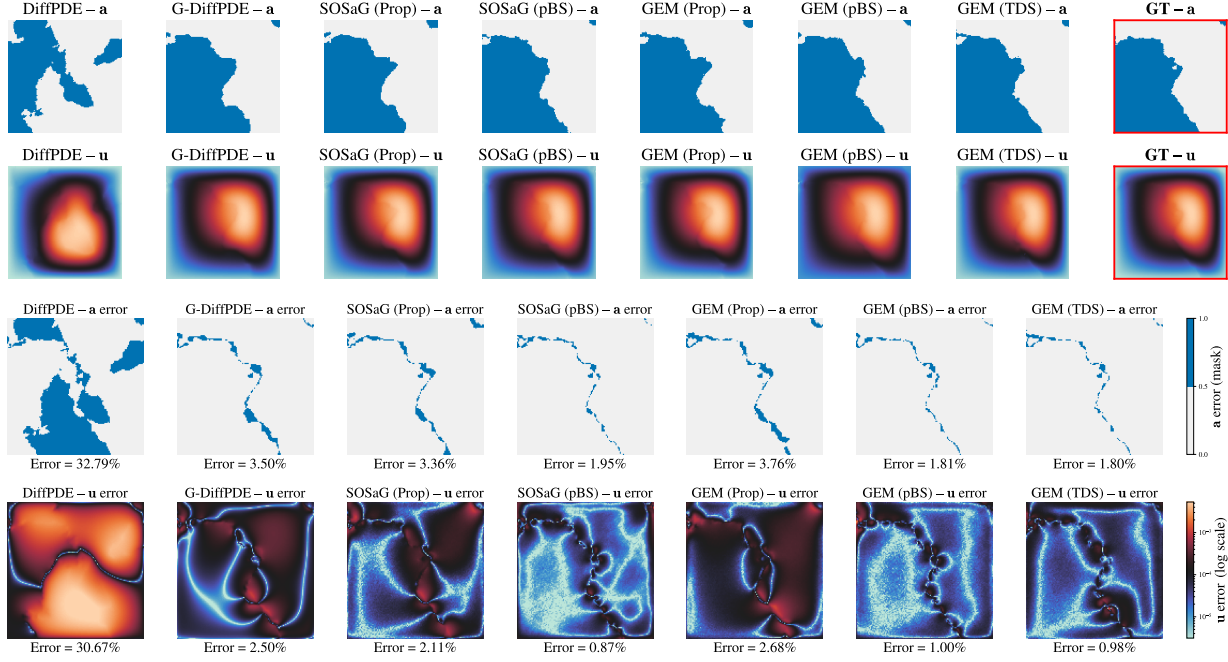 DiffPDE – a
G-DiffPDE – a
SOSaG (Prop) – a
SOSaG (pBS) – a
GEM (Prop) – a
GEM (pBS) – a
GEM (TDS) – a
GT – a
DiffPDE – u
G-DiffPDE – u
SOSaG (Prop) – u
SOSaG (pBS) – u
GEM (Prop) – u
GEM (pBS) – u
GEM (TDS) – u
GT – u
DiffPDE – a error
G-DiffPDE – a error
SOSaG (Prop) – a error
SOSaG (pBS) – a error
GEM (Prop) – a error
GEM (pBS) – a error
GEM (TDS) – a error
1.0
0.5
0.0
a error (mask)
Error = 32.79%
Error = 3.50%
Error = 3.36%
Error = 1.95%
Error = 3.76%
Error = 1.81%
Error = 1.80%
DiffPDE – u error
G-DiffPDE – u error
SOSaG (Prop) – u error
SOSaG (pBS) – u error
GEM (Prop) – u error
GEM (pBS) – u error
GEM (TDS) – u error
u error (log scale)
Error = 30.67%
Error = 2.50%
Error = 2.11%
Error = 0.87%
Error = 2.68%
Error = 1.00%
Error = 0.98%